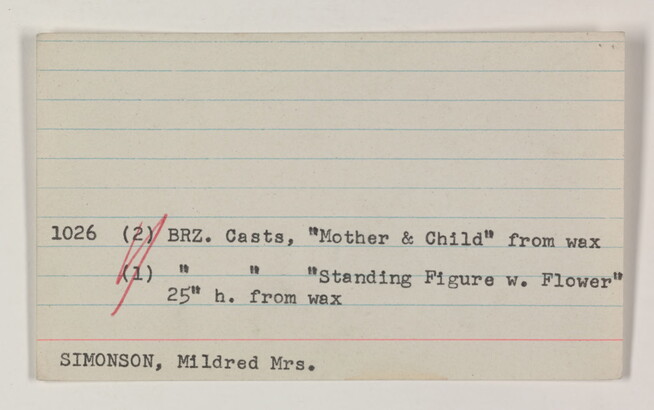 1026 (2) BRZ. Casts, "Mother & Child" from wax
(1) " " "Standing Figure w. Flower"
25" h. from wax
SIMONSON, Mildred Mrs.